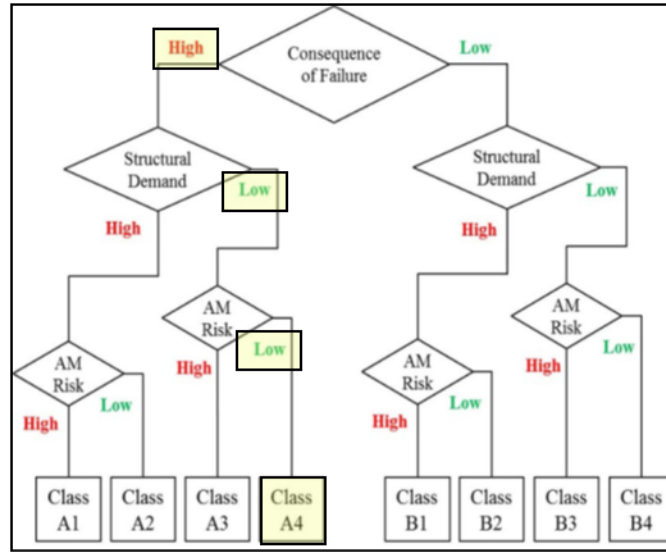 High
Consequence
of Failure
Low
Structural
Demand
Structural
Demand
Low
Low
High
High
AM
Risk
AM
Risk
Low
Low
AM
Risk
High
AM
Risk
High
Low
Low
High
High
Class
A1
Class
A2
Class
A3
Class
A4
Class
B1
Class
B2
Class
B3
Class
B4